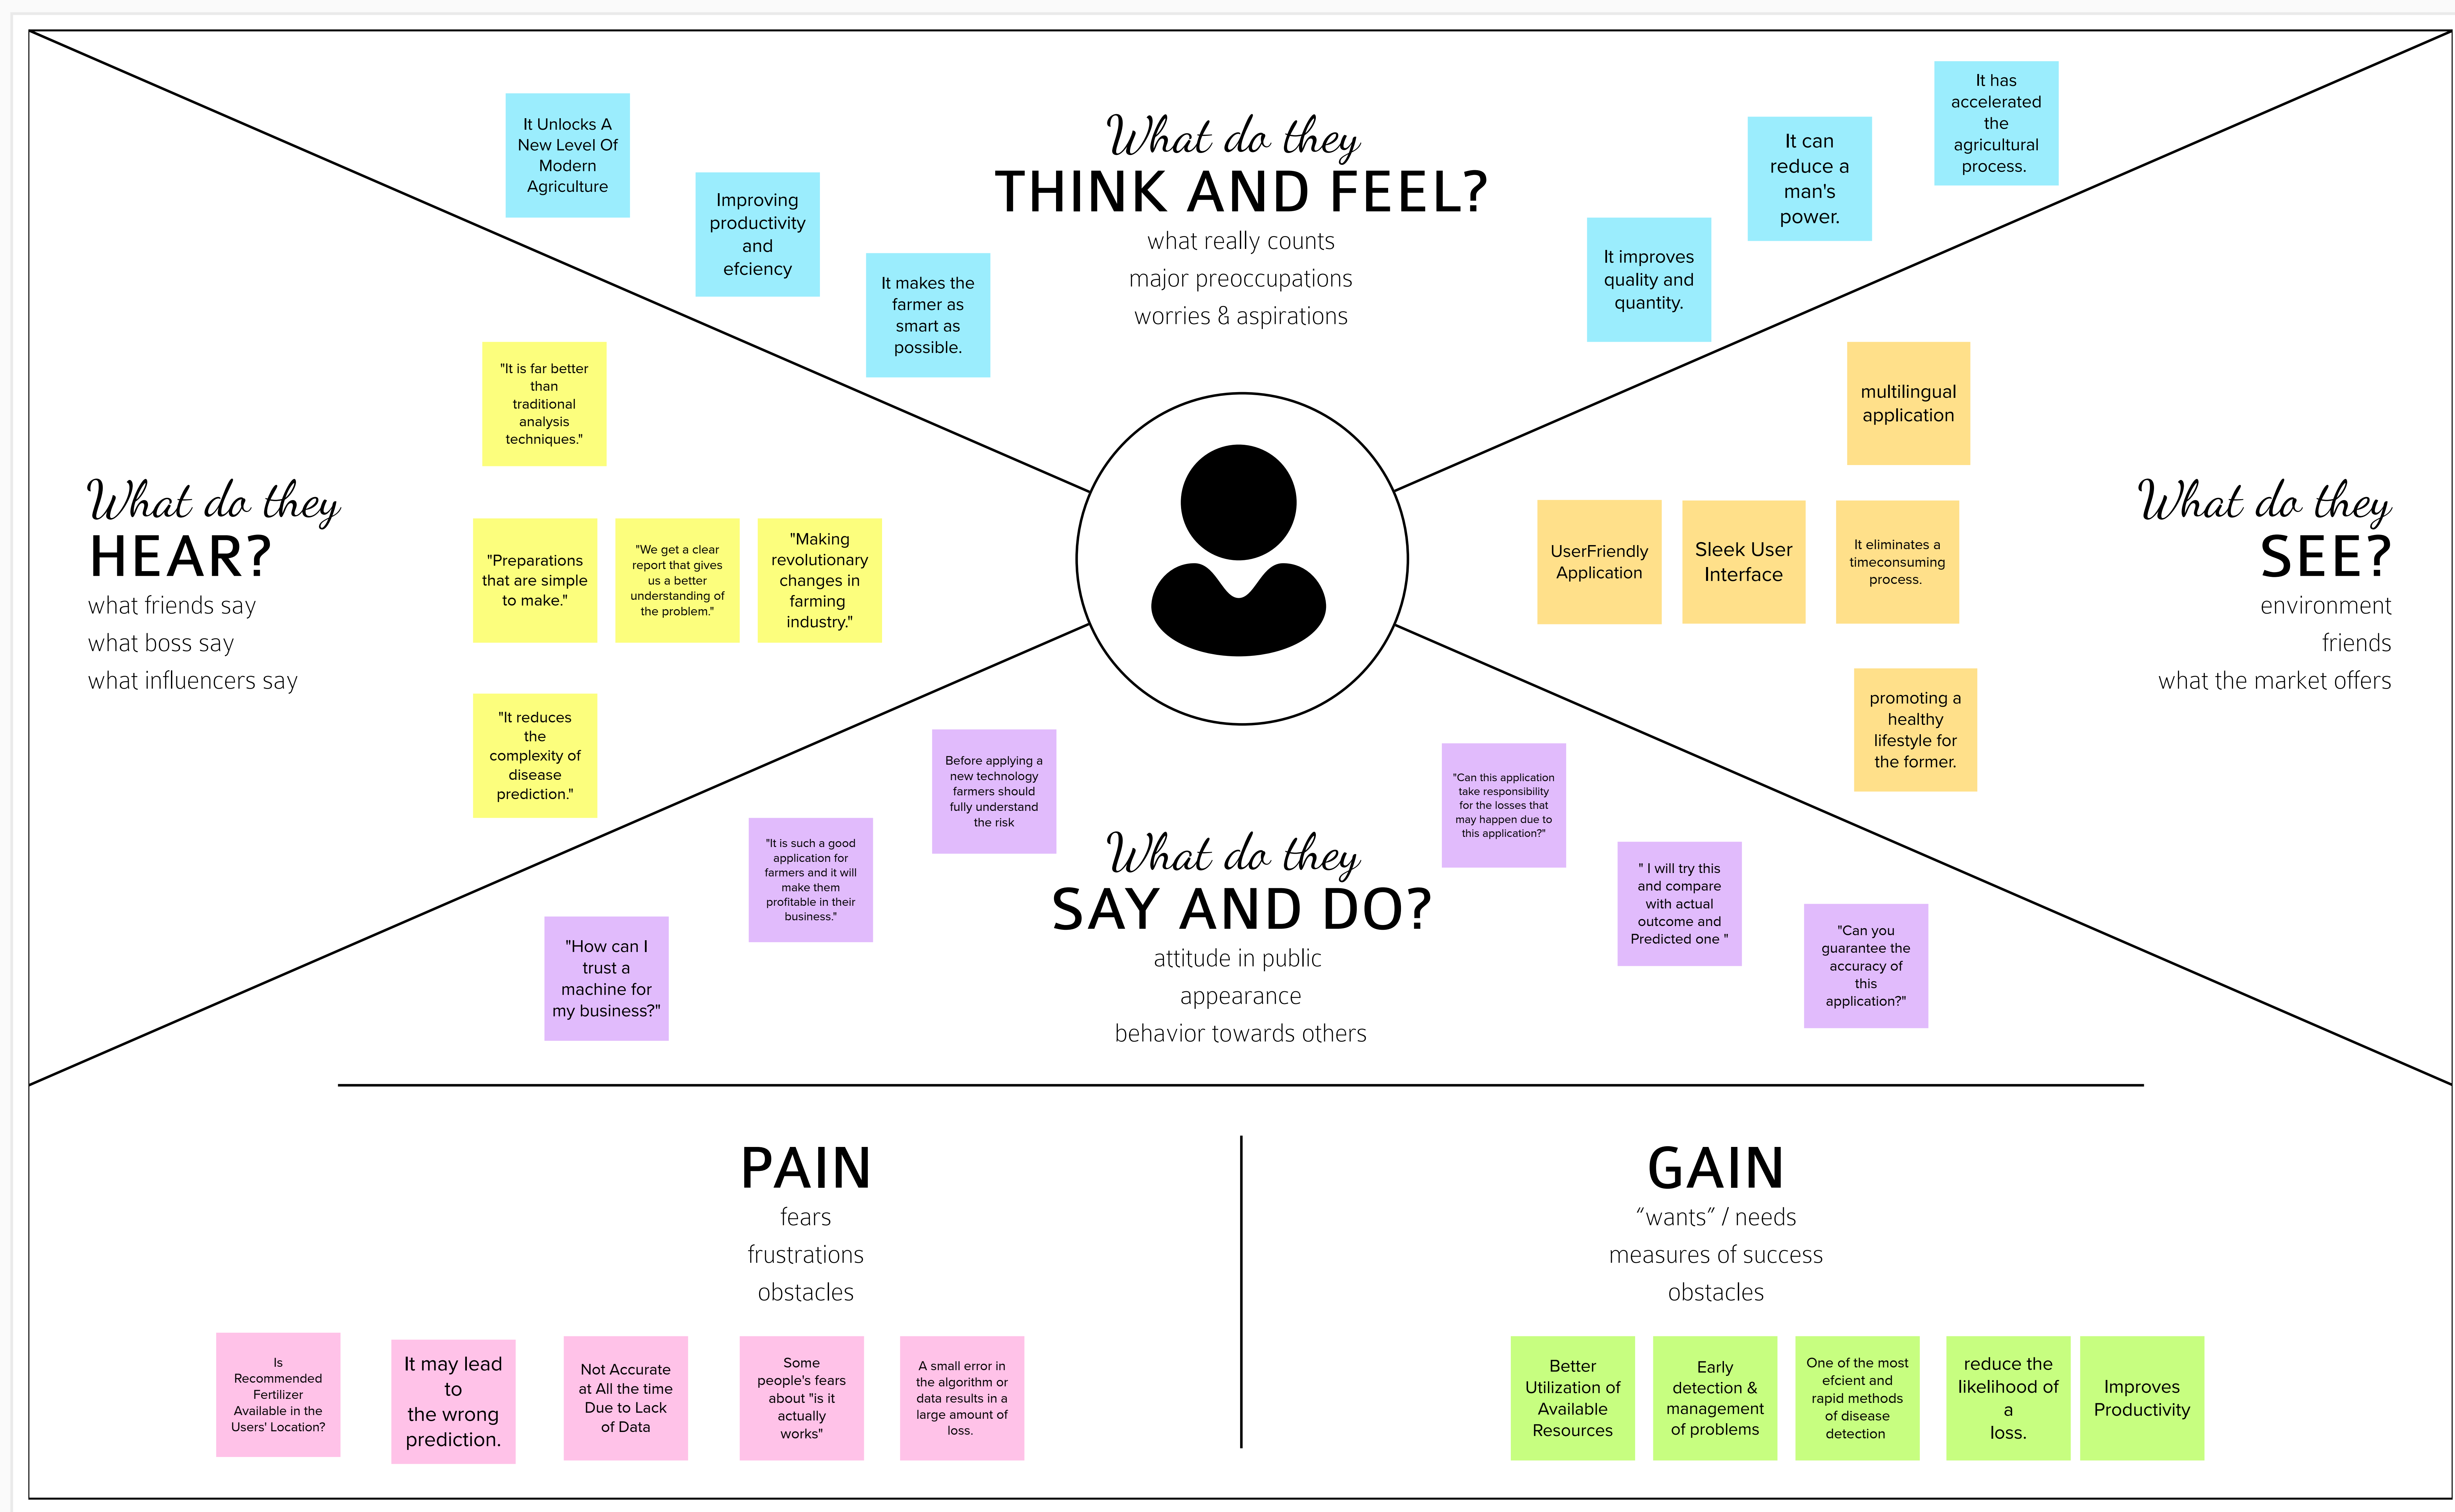 What do they
THINK AND FEEL?
what really counts
major preoccupations
worries & aspirations
It Unlocks A
New Level Of
Modern
Agriculture
Improving
productivity
and
efciency
It makes the
farmer as
smart as
possible.
It improves
quality and
quantity.
It can
reduce a
man's
power.
It has
accelerated
the
agricultural
process.
What do they
HEAR?
what friends say
what boss say
what influencers say
"It is far better
than
traditional
analysis
techniques."
"Preparations
that are simple
to make."
"We get a clear
report that gives
us a better
understanding of
the problem."
"Making
revolutionary
changes in
farming
industry."
"It reduces
the
complexity of
disease
prediction."
What do they
SEE?
environment
friends
what the market offers
multilingual
application
UserFriendly
Application
Sleek User
Interface
It eliminates a
timeconsuming
process.
promoting a
healthy
lifestyle for
the former.
What do they
SAY AND DO?
attitude in public
appearance
behavior towards others
"How can I
trust a
machine for
my business?"
"It is such a good
application for
farmers and it will
make them
profitable in their
business."
Before applying a
new technology
farmers should
fully understand
the risk
"Can this application
take responsibility
for the losses that
may happen due to
this application?"
" I will try this
and compare
with actual
outcome and
Predicted one "
"Can you
guarantee the
accuracy of
this
application?"
PAIN
fears
frustrations
obstacles
Is
Recommended
Fertilizer
Available in the
Users' Location?
It may lead
to
the wrong
prediction.
Not Accurate
at All the time
Due to Lack
of Data
Some
people's fears
about "is it
actually
works"
A small error in
the algorithm or
data results in a
large amount of
loss.
GAIN
“wants” / needs
measures of success
obstacles
Better
Utilization of
Available
Resources
Early
detection &
management
of problems
One of the most
efcient and
rapid methods
of disease
detection
reduce the
likelihood of
a
loss.
Improves
Productivity